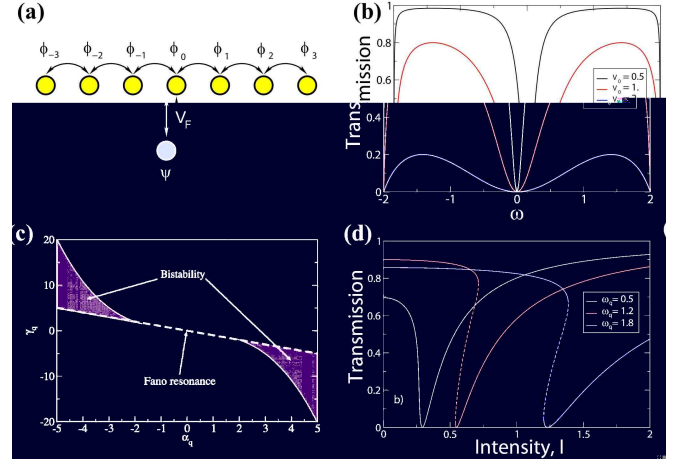 (a)
ϕ−3 ϕ−2 ϕ−1 ϕ0 ϕ1 ϕ2 ϕ3
VF
ψ
(b)
Transmission
1
0.8
0.6
0.4
0.2
0
-2 -1 0 1 2
ω
v0 = 0.5
v0 = 1.
(c)
γq
20
10
0
-10
-20
-5 -4 -3 -2 -1 0 1 2 3 4 5
αq
Bistability
Fano resonance
Bistability
(d)
Transmission
1
0.8
0.6
0.4
0.2
0
0 0.5 1 1.5 2
Intensity, I
ωq= 0.5
ωq= 1.2
ωq= 1.8
b)